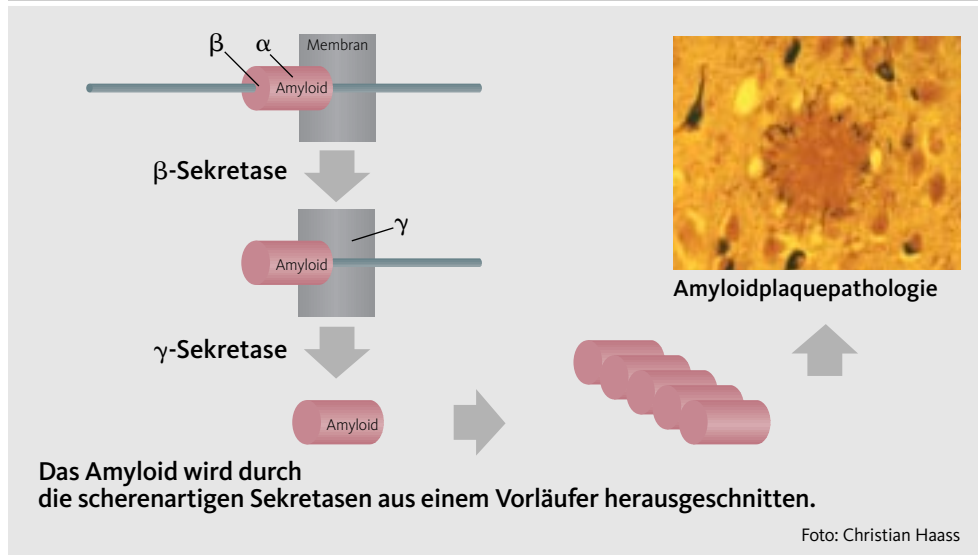 β α Membran
Amyloid
β-Sekretase
γ
Amyloid
Amyloidplaquepathologie
γ-Sekretase
Amyloid
Das Amyloid wird durch
die scherenartigen Sekretasen aus einem Vorläufer herausgeschnitten.
Foto: Christian Haass